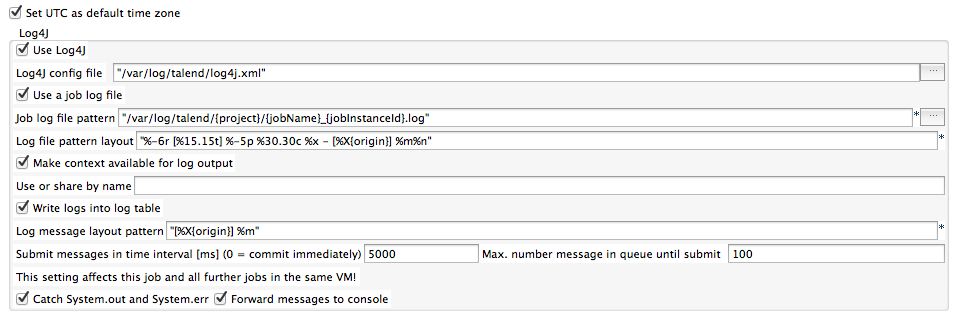 Set UTC as default time zone
Log4J
Use Log4J
Log4J config file "/var/log/talend/log4j.xml" ...
Use a job log file
Job log file pattern "/var/log/talend/{project}/{jobName}_{jobInstanceId}.log" * ...
Log file pattern layout "%-6r [%15.15t] %-5p %30.30c %x - [%X{origin}] %m%n" *
Make context available for log output
Use or share by name
Write logs into log table
Log message layout pattern "[%X{origin}] %m" *
Submit messages in time interval [ms] (0 = commit immediately) 5000 Max. number message in queue until submit 100
This setting affects this job and all further jobs in the same VM!
Catch System.out and System.err Forward messages to console